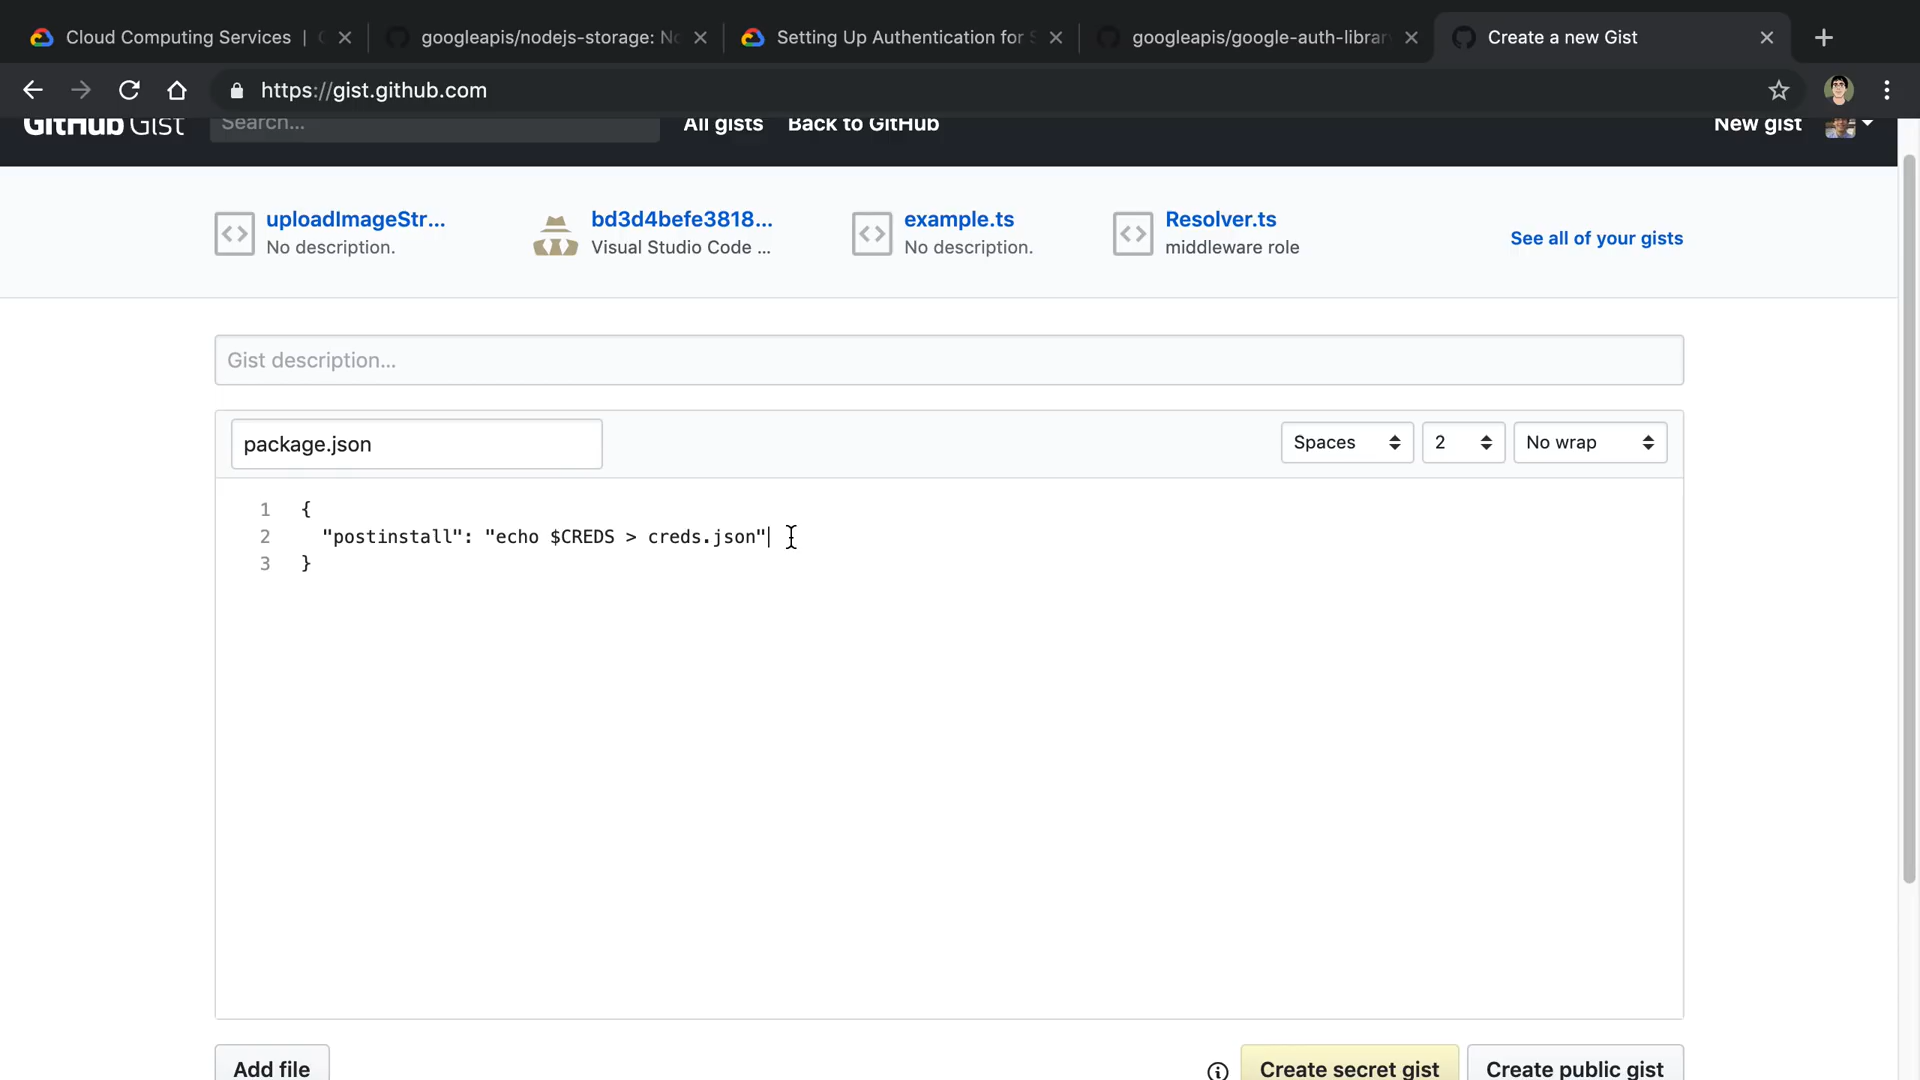 Cloud Computing Services |
googleapis/nodejs-storage: No
Setting Up Authentication for S
googleapis/google-auth-librar
Create a new Gist
https://gist.github.com
GitHub Gist
Search...
All gists
Back to GitHub
New gist
uploadImageStr...
No description.
bd3d4befe3818...
Visual Studio Code ...
example.ts
No description.
Resolver.ts
middleware role
See all of your gists
Gist description...
package.json
Spaces
2
No wrap
1 {
2 "postinstall": "echo $CREDS > creds.json"
3 }
Add file
Create secret gist
Create public gist